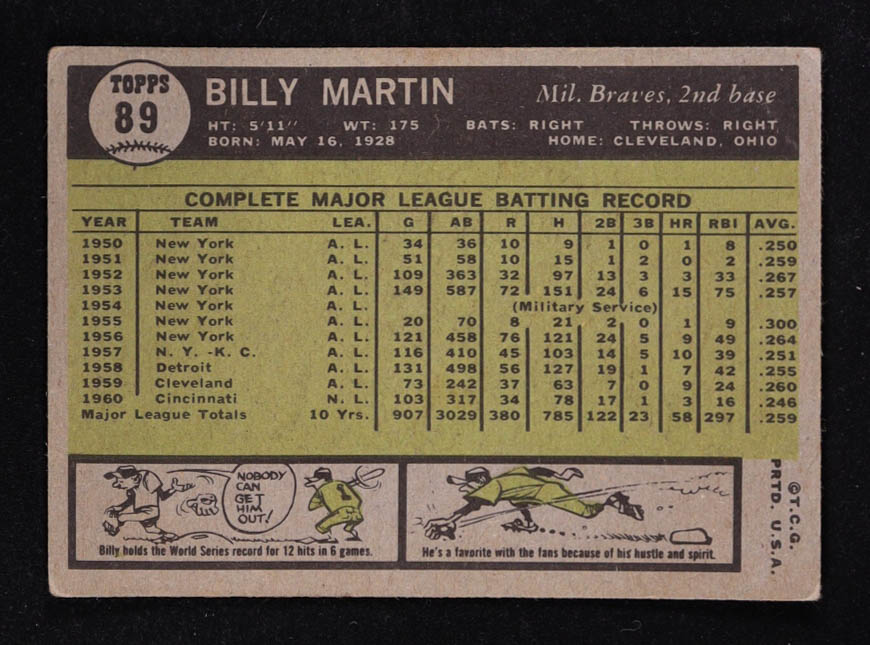 TOPPS
89
BILLY MARTIN Mil. Braves, 2nd base
HT: 5'11" WT: 175 BATS: RIGHT THROWS: RIGHT
BORN: MAY 16, 1928 HOME: CLEVELAND, OHIO
COMPLETE MAJOR LEAGUE BATTING RECORD
YEAR TEAM LEA. G AB R H 2B 3B HR RBI AVG.
1950 New York A. L. 34 36 10 9 1 0 1 8 .250
1951 New York A. L. 51 58 10 15 1 2 0 2 .259
1952 New York A. L. 109 363 32 97 13 3 3 33 .267
1953 New York A. L. 149 587 72 151 24 6 15 75 .257
1954 New York A. L. (Military Service)
1955 New York A. L. 20 70 8 21 2 0 1 9 .300
1956 New York A. L. 121 458 76 121 24 5 9 49 .264
1957 N. Y. -K. C. A. L. 116 410 45 103 14 5 10 39 .251
1958 Detroit A. L. 131 498 56 127 19 1 7 42 .255
1959 Cleveland A. L. 73 242 37 63 7 0 9 24 .260
1960 Cincinnati N. L. 103 317 34 78 17 1 3 16 .246
Major League Totals 10 Yrs. 907 3029 380 785 122 23 58 297 .259
NOBODY
CAN
GET
HIM
OUT!
1
Billy holds the World Series record for 12 hits in 6 games.
He's a favorite with the fans because of his hustle and spirit.
©T.C.G.
PRTD. U.S.A.